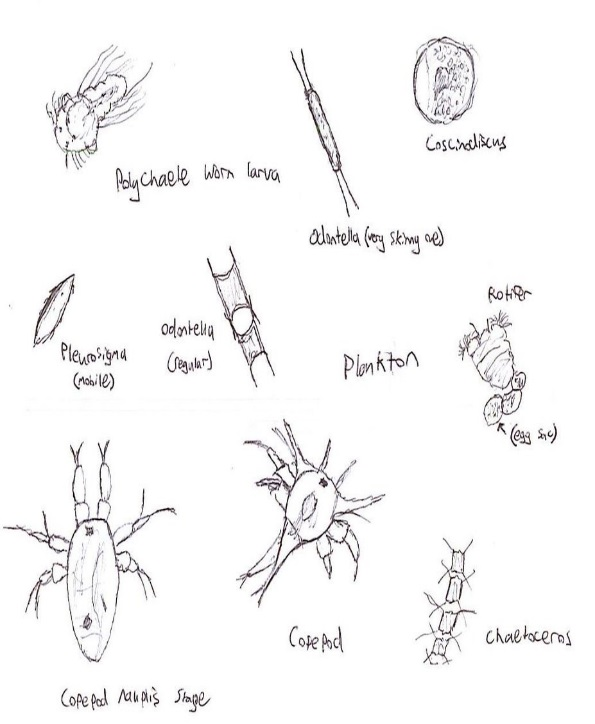 Coscinodiscus
Polychaete worm larva
Odontella (very skinny one)
Rotifer
Pleurosigma
(mobile)
Odontella
(regular)
Plankton
(egg sac)
Copepod
Chaetoceros
Copepod nauplis stage